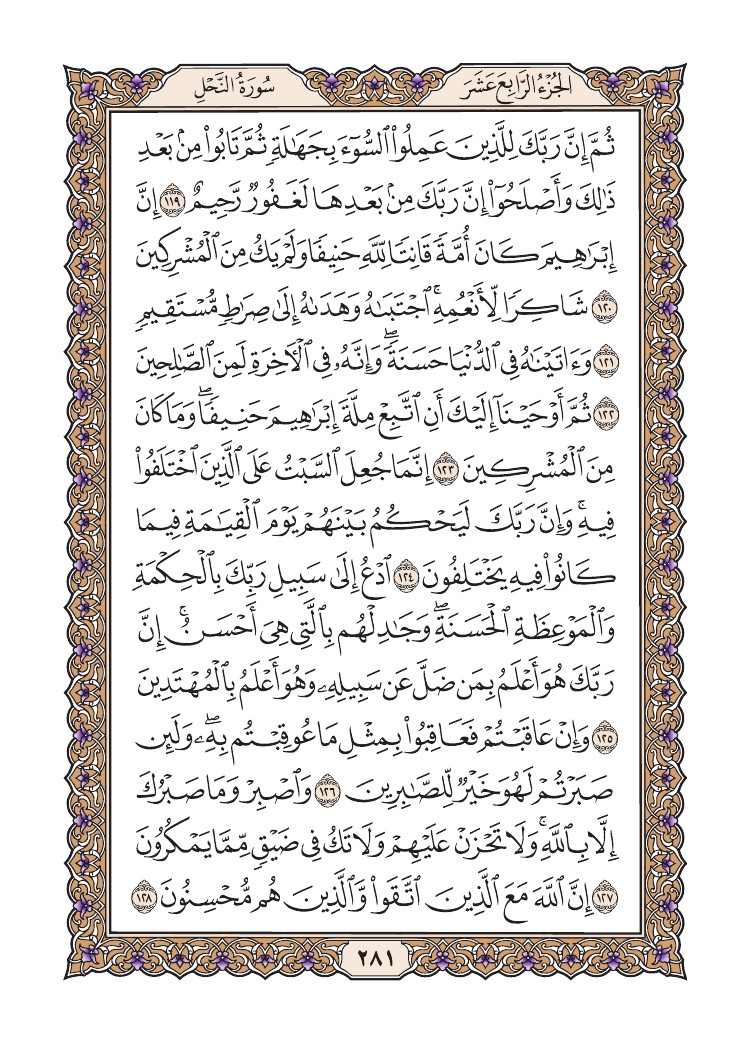 الجُزْءُ الرَّابِعَ عَشَرَ
سُورَةُ النَّحْلِ
ثُمَّ إِنَّ رَبَّكَ لِلَّذِينَ عَمِلُوا۟ ٱلسُّوٓءَ بِجَهَـٰلَةٍ ثُمَّ تَابُوا۟ مِنۢ بَعْدِ
ذَٰلِكَ وَأَصْلَحُوٓا۟ إِنَّ رَبَّكَ مِنۢ بَعْدِهَا لَغَفُورٌ رَّحِيمٌ ١١٩ إِنَّ
إِبْرَٰهِيمَ كَانَ أُمَّةً قَانِتًا لِّلَّهِ حَنِيفًا وَلَمْ يَكُ مِنَ ٱلْمُشْرِكِينَ
١٢٠ شَاكِرًا لِّأَنْعُمِهِ ۚ ٱجْتَبَىٰهُ وَهَدَىٰهُ إِلَىٰ صِرَٰطٍ مُّسْتَقِيمٍ
١٢١ وَءَاتَيْنَـٰهُ فِى ٱلدُّنْيَا حَسَنَةً ۖ وَإِنَّهُۥ فِى ٱلْـَٔاخِرَةِ لَمِنَ ٱلصَّـٰلِحِينَ
١٢٢ ثُمَّ أَوْحَيْنَآ إِلَيْكَ أَنِ ٱتَّبِعْ مِلَّةَ إِبْرَٰهِيمَ حَنِيفًا ۖ وَمَا كَانَ
مِنَ ٱلْمُشْرِكِينَ ١٢٣ إِنَّمَا جُعِلَ ٱلسَّبْتُ عَلَى ٱلَّذِينَ ٱخْتَلَفُوا۟
فِيهِ ۚ وَإِنَّ رَبَّكَ لَيَحْكُمُ بَيْنَهُمْ يَوْمَ ٱلْقِيَـٰمَةِ فِيمَا
كَانُوا۟ فِيهِ يَخْتَلِفُونَ ١٢٤ ٱدْعُ إِلَىٰ سَبِيلِ رَبِّكَ بِٱلْحِكْمَةِ
وَٱلْمَوْعِظَةِ ٱلْحَسَنَةِ ۖ وَجَـٰدِلْهُم بِٱلَّتِى هِىَ أَحْسَنُ ۚ إِنَّ
رَبَّكَ هُوَ أَعْلَمُ بِمَن ضَلَّ عَن سَبِيلِهِۦ وَهُوَ أَعْلَمُ بِٱلْمُهْتَدِينَ
١٢٥ وَإِنْ عَاقَبْتُمْ فَعَاقِبُوا۟ بِمِثْلِ مَا عُوقِبْتُم بِهِۦ ۖ وَلَئِن
صَبَرْتُمْ لَهُوَ خَيْرٌ لِّلصَّـٰبِرِينَ ١٢٦ وَٱصْبِرْ وَمَا صَبْرُكَ
إِلَّا بِٱللَّهِ ۚ وَلَا تَحْزَنْ عَلَيْهِمْ وَلَا تَكُ فِى ضَيْقٍ مِّمَّا يَمْكُرُونَ
١٢٧ إِنَّ ٱللَّهَ مَعَ ٱلَّذِينَ ٱتَّقَوا۟ وَّٱلَّذِينَ هُم مُّحْسِنُونَ ١٢٨
٢٨١